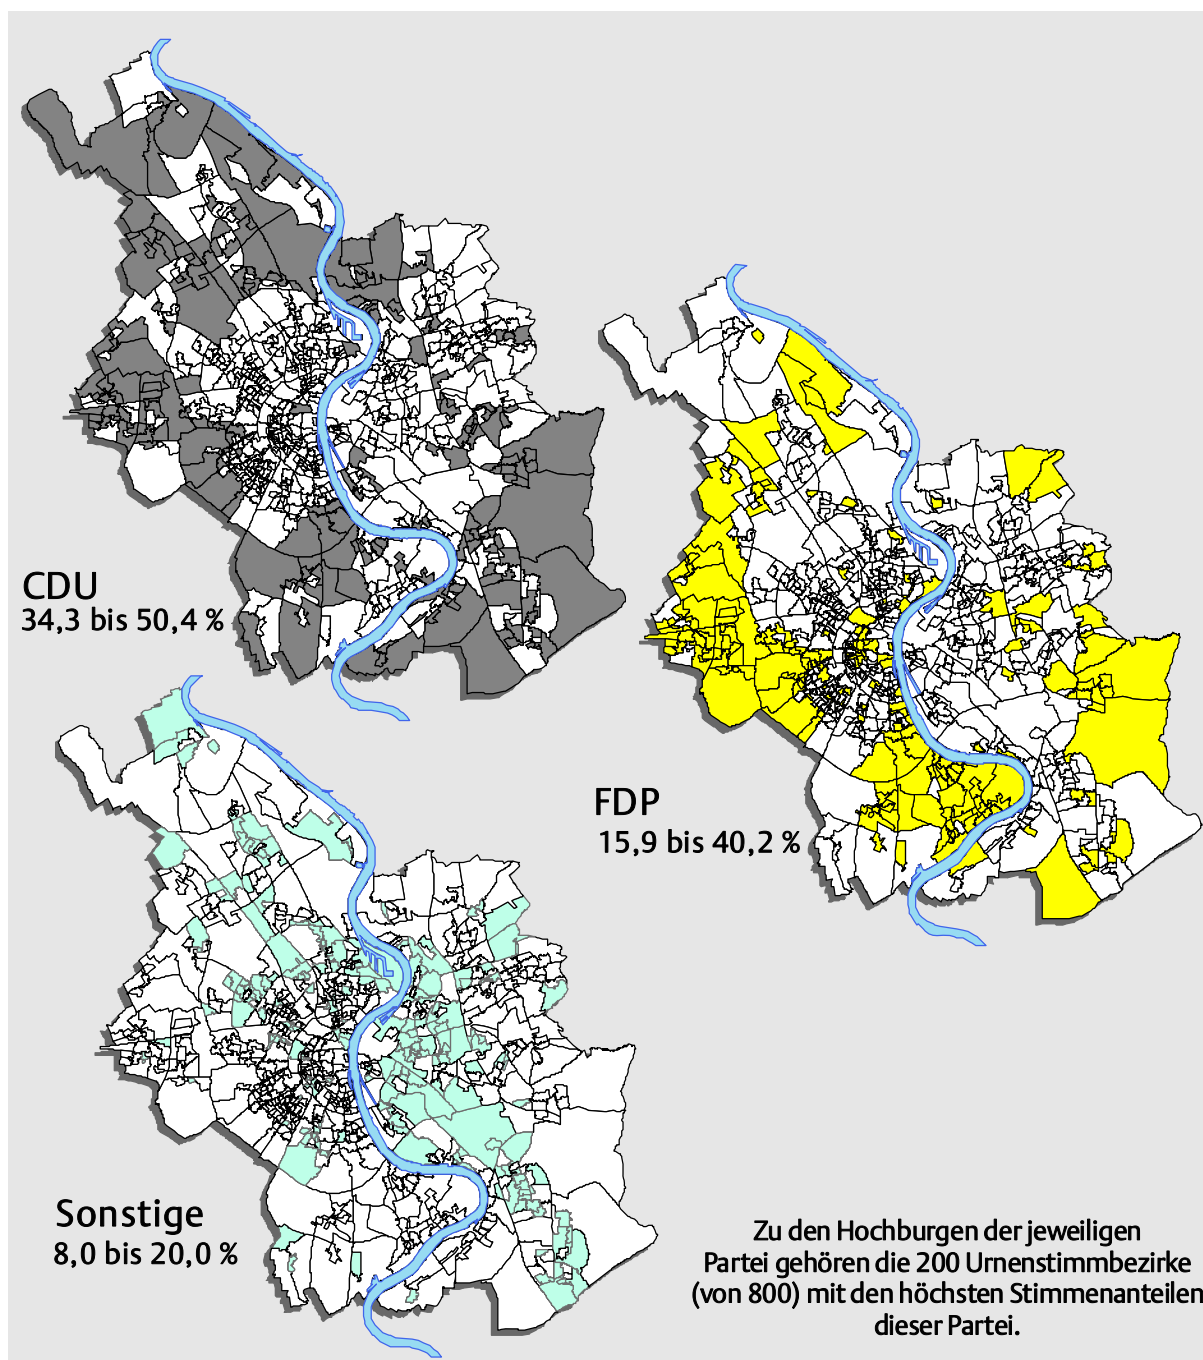 CDU
34,3 bis 50,4 %
FDP
15,9 bis 40,2 %
Sonstige
8,0 bis 20,0 %
Zu den Hochburgen der jeweiligen
Partei gehören die 200 Urnenstimmbezirke
(von 800) mit den höchsten Stimmenanteilen
dieser Partei.